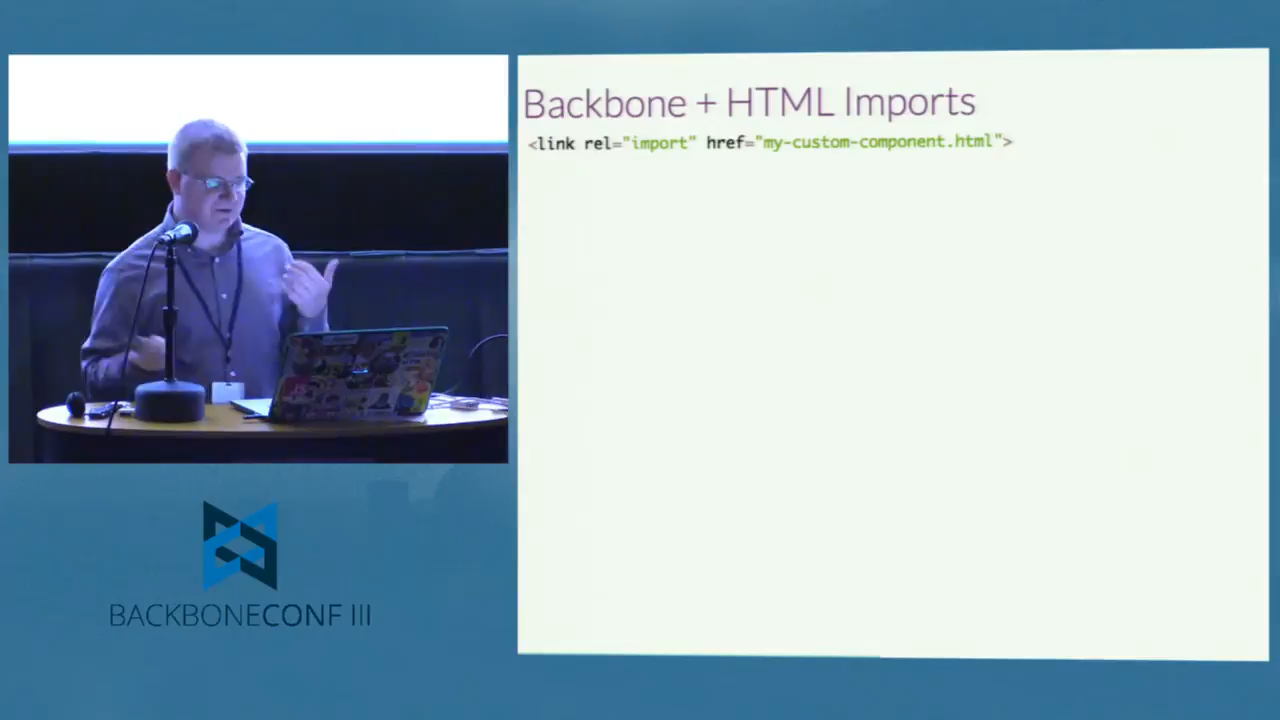 Backbone + HTML Imports
<link rel="import" href="my-custom-component.html">
BACKBONECONF III